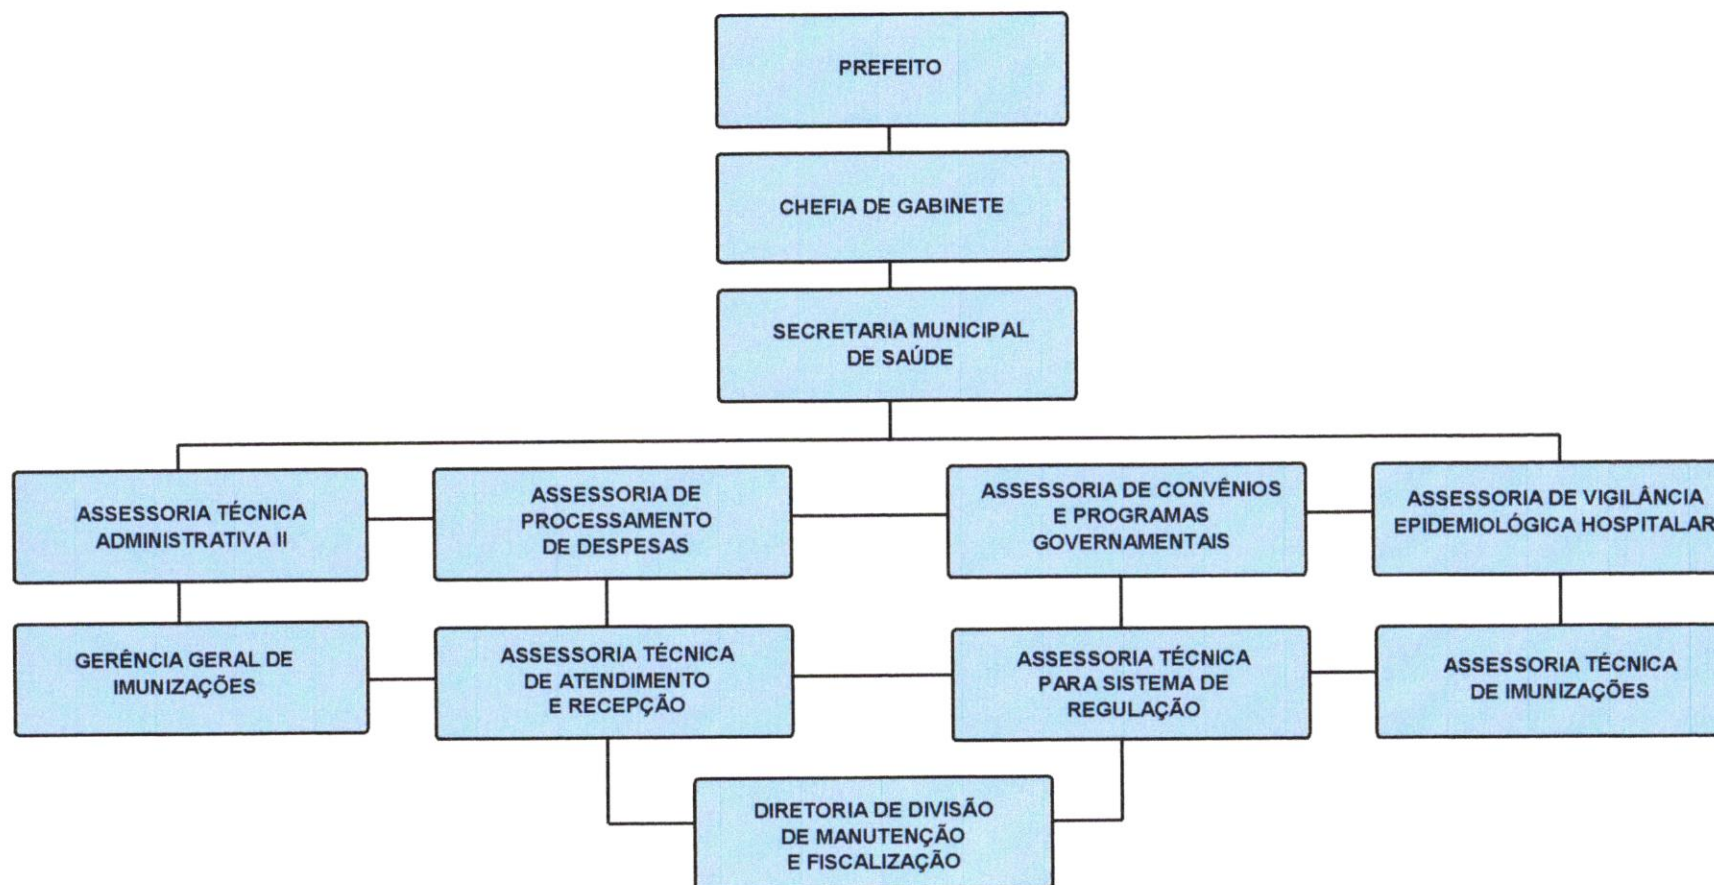 PREFEITO
CHEFIA DE GABINETE
SECRETARIA MUNICIPAL
DE SAÚDE
ASSESSORIA TÉCNICA
ADMINISTRATIVA II
ASSESSORIA DE
PROCESSAMENTO
DE DESPESAS
ASSESSORIA DE CONVÊNIOS
E PROGRAMAS
GOVERNAMENTAIS
ASSESSORIA DE VIGILÂNCIA
EPIDEMIOLÓGICA HOSPITALAR
GERÊNCIA GERAL DE
IMUNIZAÇÕES
ASSESSORIA TÉCNICA
DE ATENDIMENTO
E RECEPÇÃO
ASSESSORIA TÉCNICA
PARA SISTEMA DE
REGULAÇÃO
ASSESSORIA TÉCNICA
DE IMUNIZAÇÕES
DIRETORIA DE DIVISÃO
DE MANUTENÇÃO
E FISCALIZAÇÃO